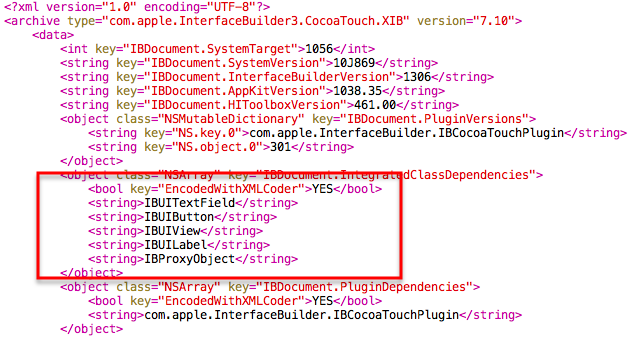 <?xml version="1.0" encoding="UTF-8"?>
<archive type="com.apple.InterfaceBuilder3.CocoaTouch.XIB" version="7.10">
<data>
<int key="IBDocument.SystemTarget">1056</int>
<string key="IBDocument.SystemVersion">10J869</string>
<string key="IBDocument.InterfaceBuilderVersion">1306</string>
<string key="IBDocument.AppKitVersion">1038.35</string>
<string key="IBDocument.HIToolboxVersion">461.00</string>
<object class="NSMutableDictionary" key="IBDocument.PluginVersions">
<string key="NS.key.0">com.apple.InterfaceBuilder.IBCocoaTouchPlugin</string>
<string key="NS.object.0">301</string>
</object>
<object class="NSArray" key="IBDocument.IntegratedClassDependencies">
<bool key="EncodedWithXMLCoder">YES</bool>
<string>IBUITextField</string>
<string>IBUIButton</string>
<string>IBUIView</string>
<string>IBUILabel</string>
<string>IBProxyObject</string>
</object>
<object class="NSArray" key="IBDocument.PluginDependencies">
<bool key="EncodedWithXMLCoder">YES</bool>
<string>com.apple.InterfaceBuilder.IBCocoaTouchPlugin</string>
</object>